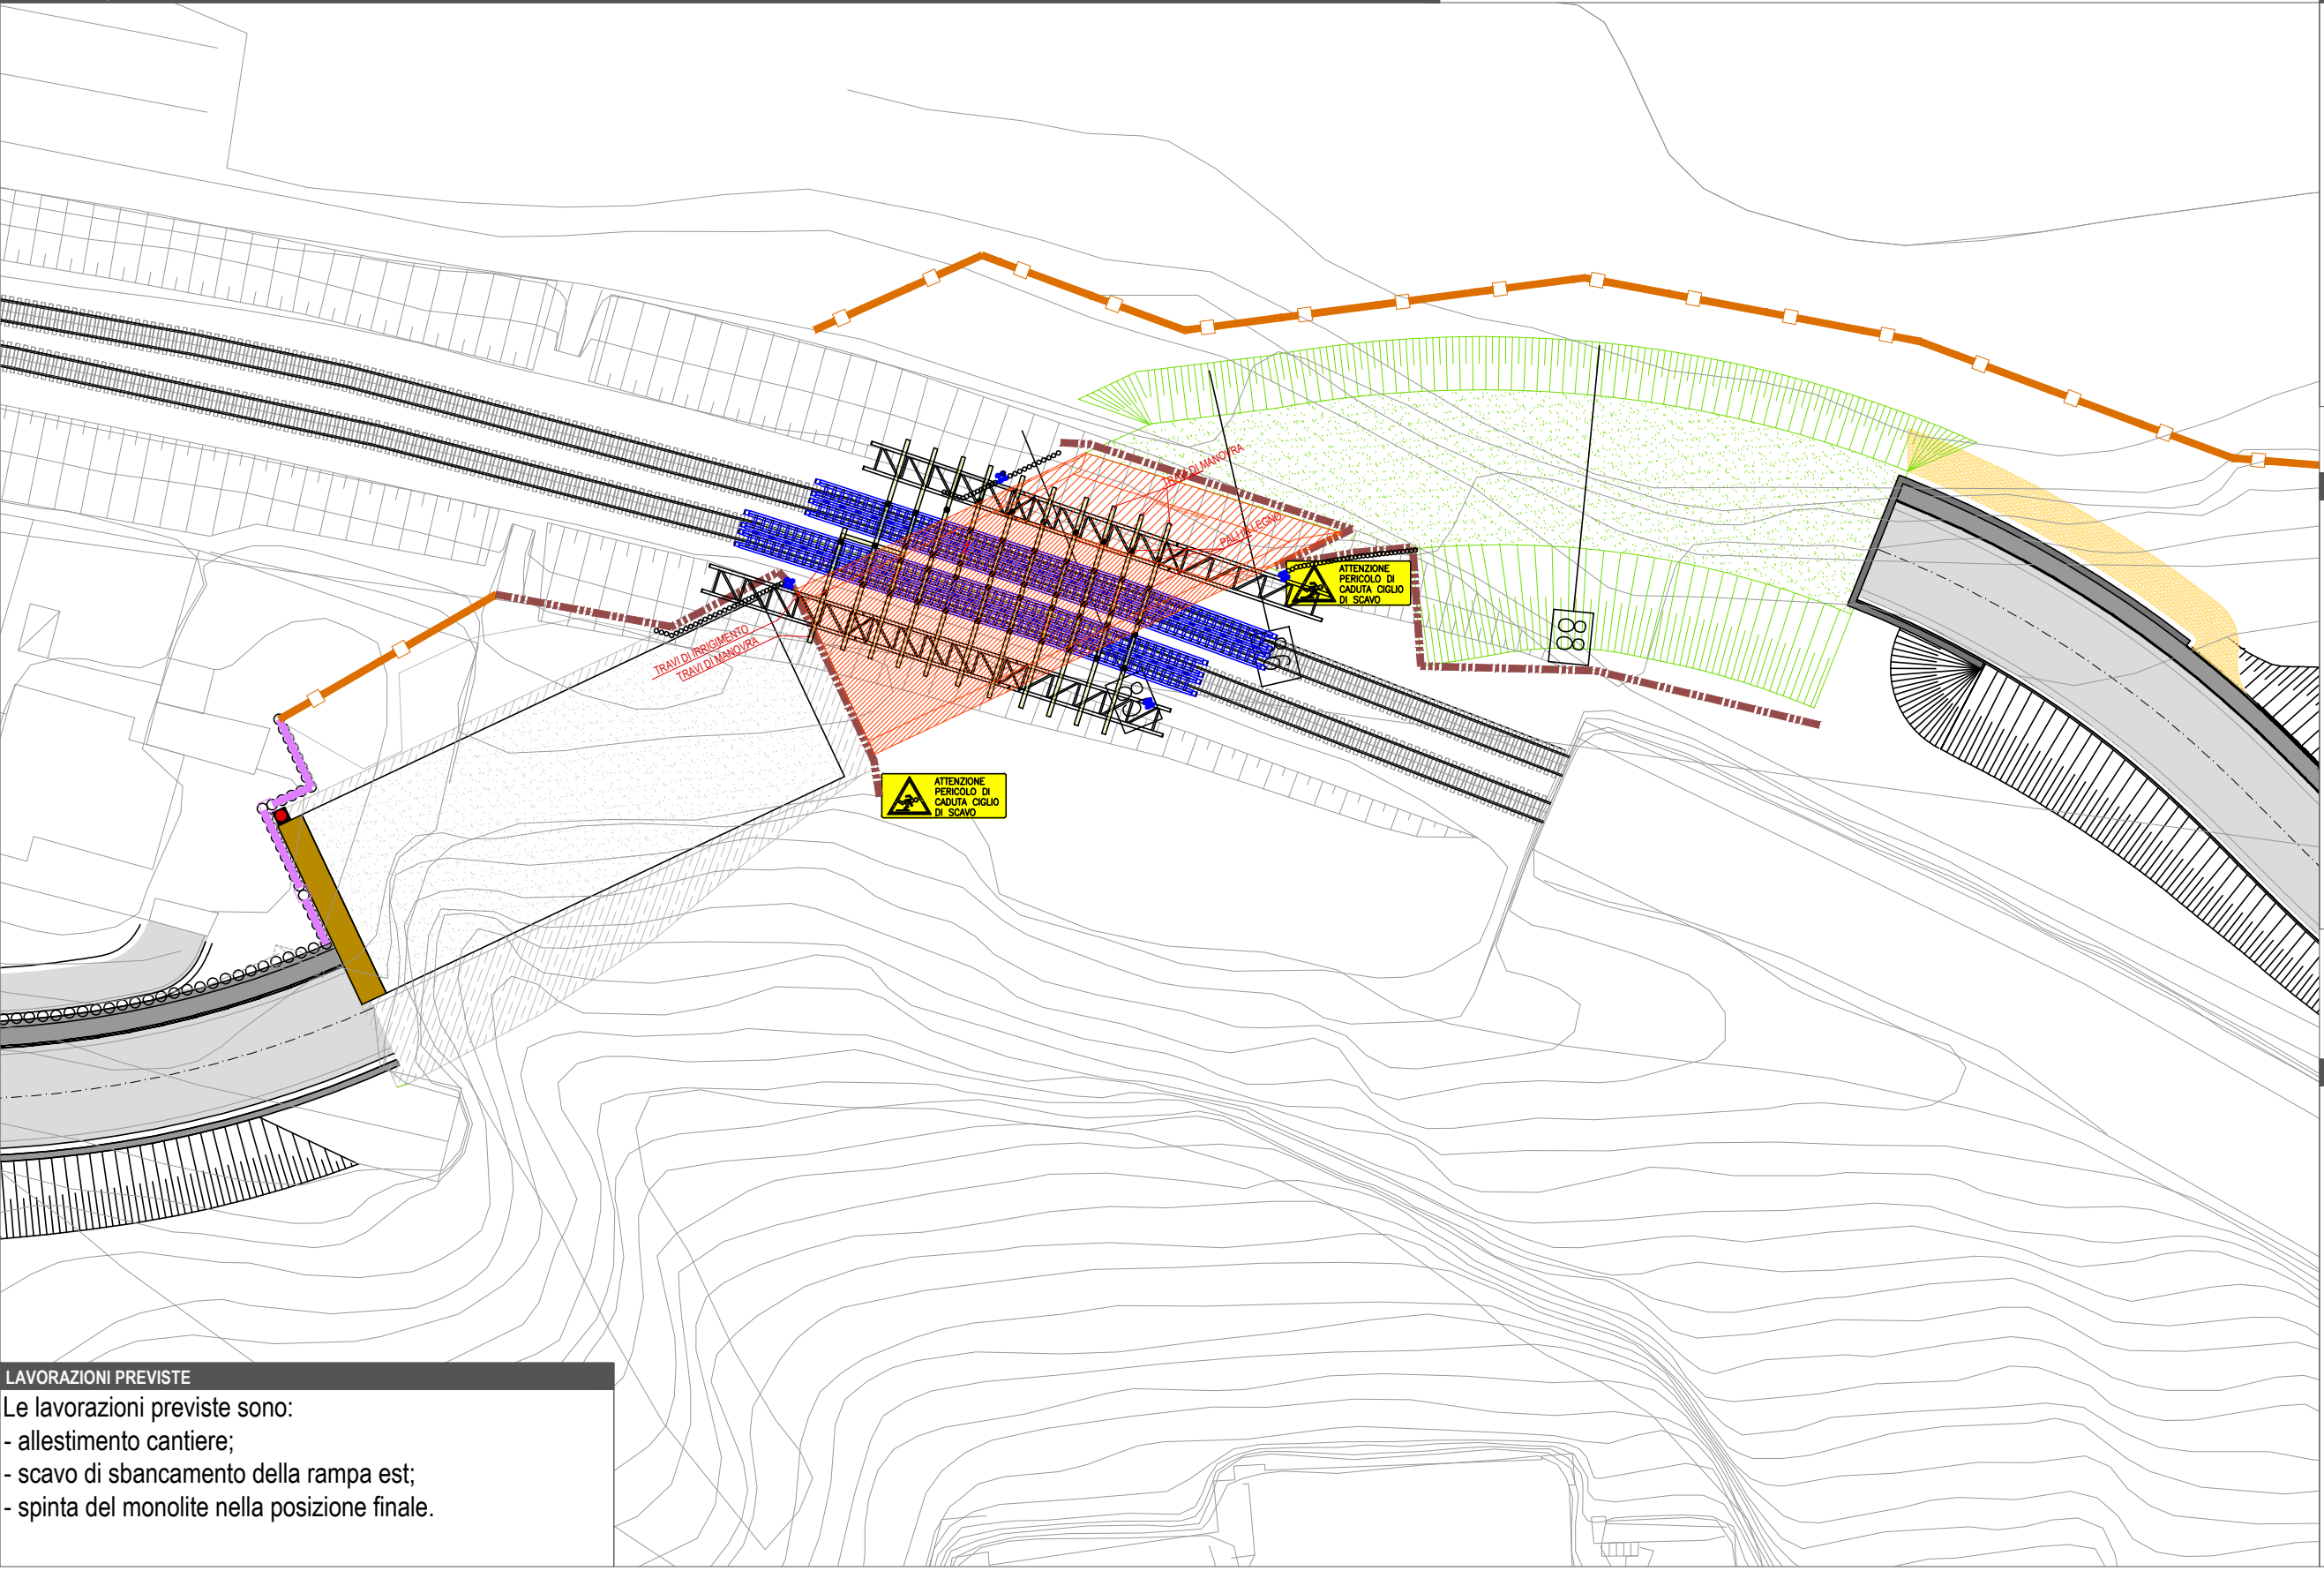 TRAVI DI MANOVRA
PALI IN LEGNO
ATTENZIONE
PERICOLO DI
CADUTA CIGLIO
DI SCAVO
TRAVI DI IRRIGIMENTO
TRAVI DI MANOVRA
ATTENZIONE
PERICOLO DI
CADUTA CIGLIO
DI SCAVO
LAVORAZIONI PREVISTE
Le lavorazioni previste sono:
- allestimento cantiere;
- scavo di sbancamento della rampa est;
- spinta del monolite nella posizione finale.